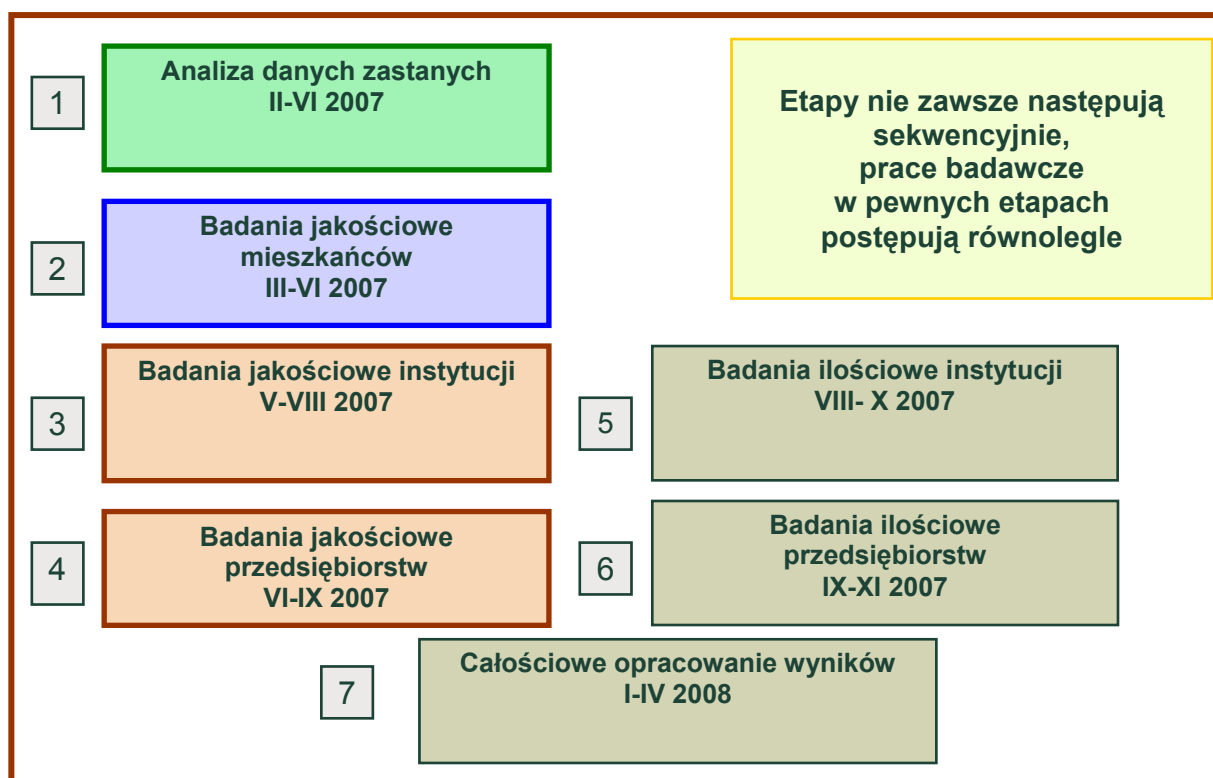 1
Analiza danych zastanych
II-VI 2007
Etapy nie zawsze następują
sekwencyjnie,
prace badawcze
w pewnych etapach
postępują równolegle
2
Badania jakościowe
mieszkańców
III-VI 2007
3
Badania jakościowe instytucji
V-VIII 2007
5
Badania ilościowe instytucji
VIII- X 2007
4
Badania jakościowe
przedsiębiorstw
VI-IX 2007
6
Badania ilościowe
przedsiębiorstw
IX-XI 2007
7
Całościowe opracowanie wyników
I-IV 2008